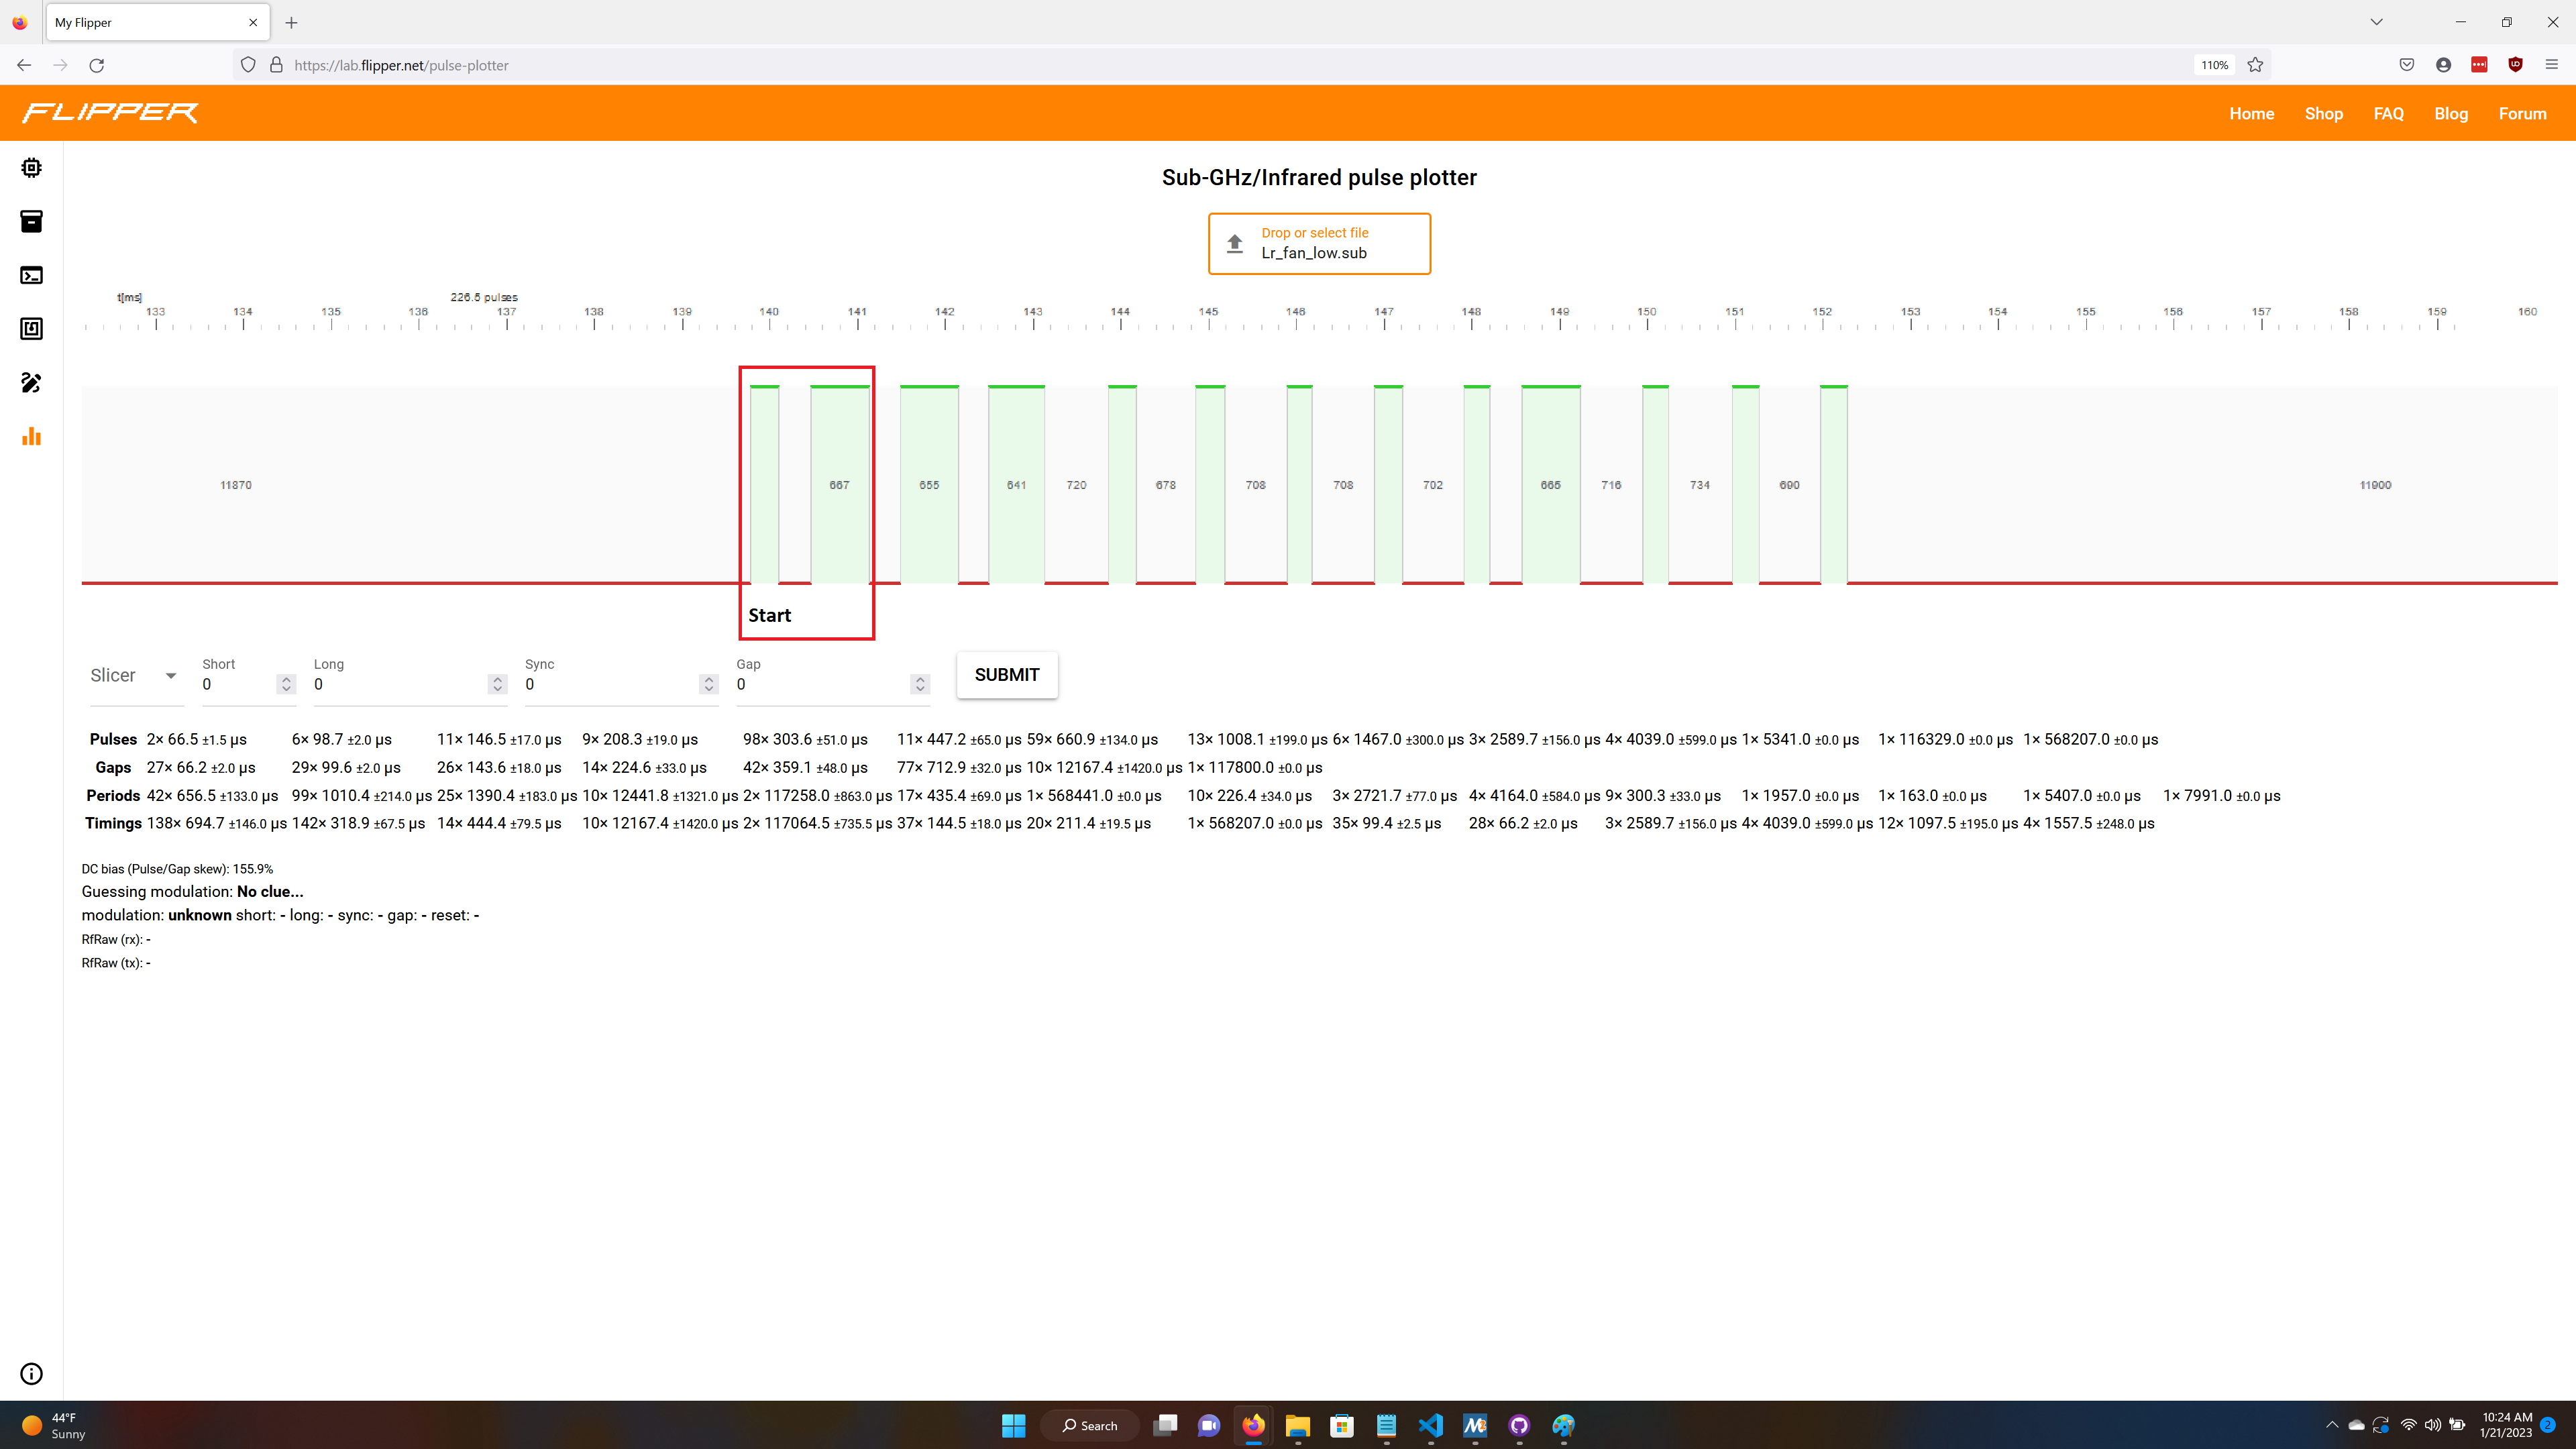 My Flipper
https://lab.flipper.net/pulse-plotter
110%
FLIPPER
Home Shop FAQ Blog Forum
Sub-GHz/Infrared pulse plotter
Drop or select file
Lr_fan_low.sub
t[ms] 226.5 pulses
133 134 135 136 137 138 139 140 141 142 143 144 145 146 147 148 149 150 151 152 153 154 155 156 157 158 159 160
11870 667 655 641 720 678 708 708 702 665 716 734 690 11900
Start
Slicer Short 0 Long 0 Sync 0 Gap 0 SUBMIT
Pulses 2× 66.5 ±1.5 µs 6× 98.7 ±2.0 µs 11× 146.5 ±17.0 µs 9× 208.3 ±19.0 µs 98× 303.6 ±51.0 µs 11× 447.2 ±65.0 µs 59× 660.9 ±134.0 µs 13× 1008.1 ±199.0 µs 6× 1467.0 ±300.0 µs 3× 2589.7 ±156.0 µs 4× 4039.0 ±599.0 µs 1× 5341.0 ±0.0 µs 1× 116329.0 ±0.0 µs 1× 568207.0 ±0.0 µs
Gaps 27× 66.2 ±2.0 µs 29× 99.6 ±2.0 µs 26× 143.6 ±18.0 µs 14× 224.6 ±33.0 µs 42× 359.1 ±48.0 µs 77× 712.9 ±32.0 µs 10× 12167.4 ±1420.0 µs 1× 117800.0 ±0.0 µs
Periods 42× 656.5 ±133.0 µs 99× 1010.4 ±214.0 µs 25× 1390.4 ±183.0 µs 10× 12441.8 ±1321.0 µs 2× 117258.0 ±863.0 µs 17× 435.4 ±69.0 µs 1× 568441.0 ±0.0 µs 10× 226.4 ±34.0 µs 3× 2721.7 ±77.0 µs 4× 4164.0 ±584.0 µs 9× 300.3 ±33.0 µs 1× 1957.0 ±0.0 µs 1× 163.0 ±0.0 µs 1× 5407.0 ±0.0 µs 1× 7991.0 ±0.0 µs
Timings 138× 694.7 ±146.0 µs 142× 318.9 ±67.5 µs 14× 444.4 ±79.5 µs 10× 12167.4 ±1420.0 µs 2× 117064.5 ±735.5 µs 37× 144.5 ±18.0 µs 20× 211.4 ±19.5 µs 1× 568207.0 ±0.0 µs 35× 99.4 ±2.5 µs 28× 66.2 ±2.0 µs 3× 2589.7 ±156.0 µs 4× 4039.0 ±599.0 µs 12× 1097.5 ±195.0 µs 4× 1557.5 ±248.0 µs
DC bias (Pulse/Gap skew): 155.9%
Guessing modulation: No clue...
modulation: unknown short: - long: - sync: - gap: - reset: -
RfRaw (rx): -
RfRaw (tx): -
44°F
Sunny
Search
10:24 AM
1/21/2023
2